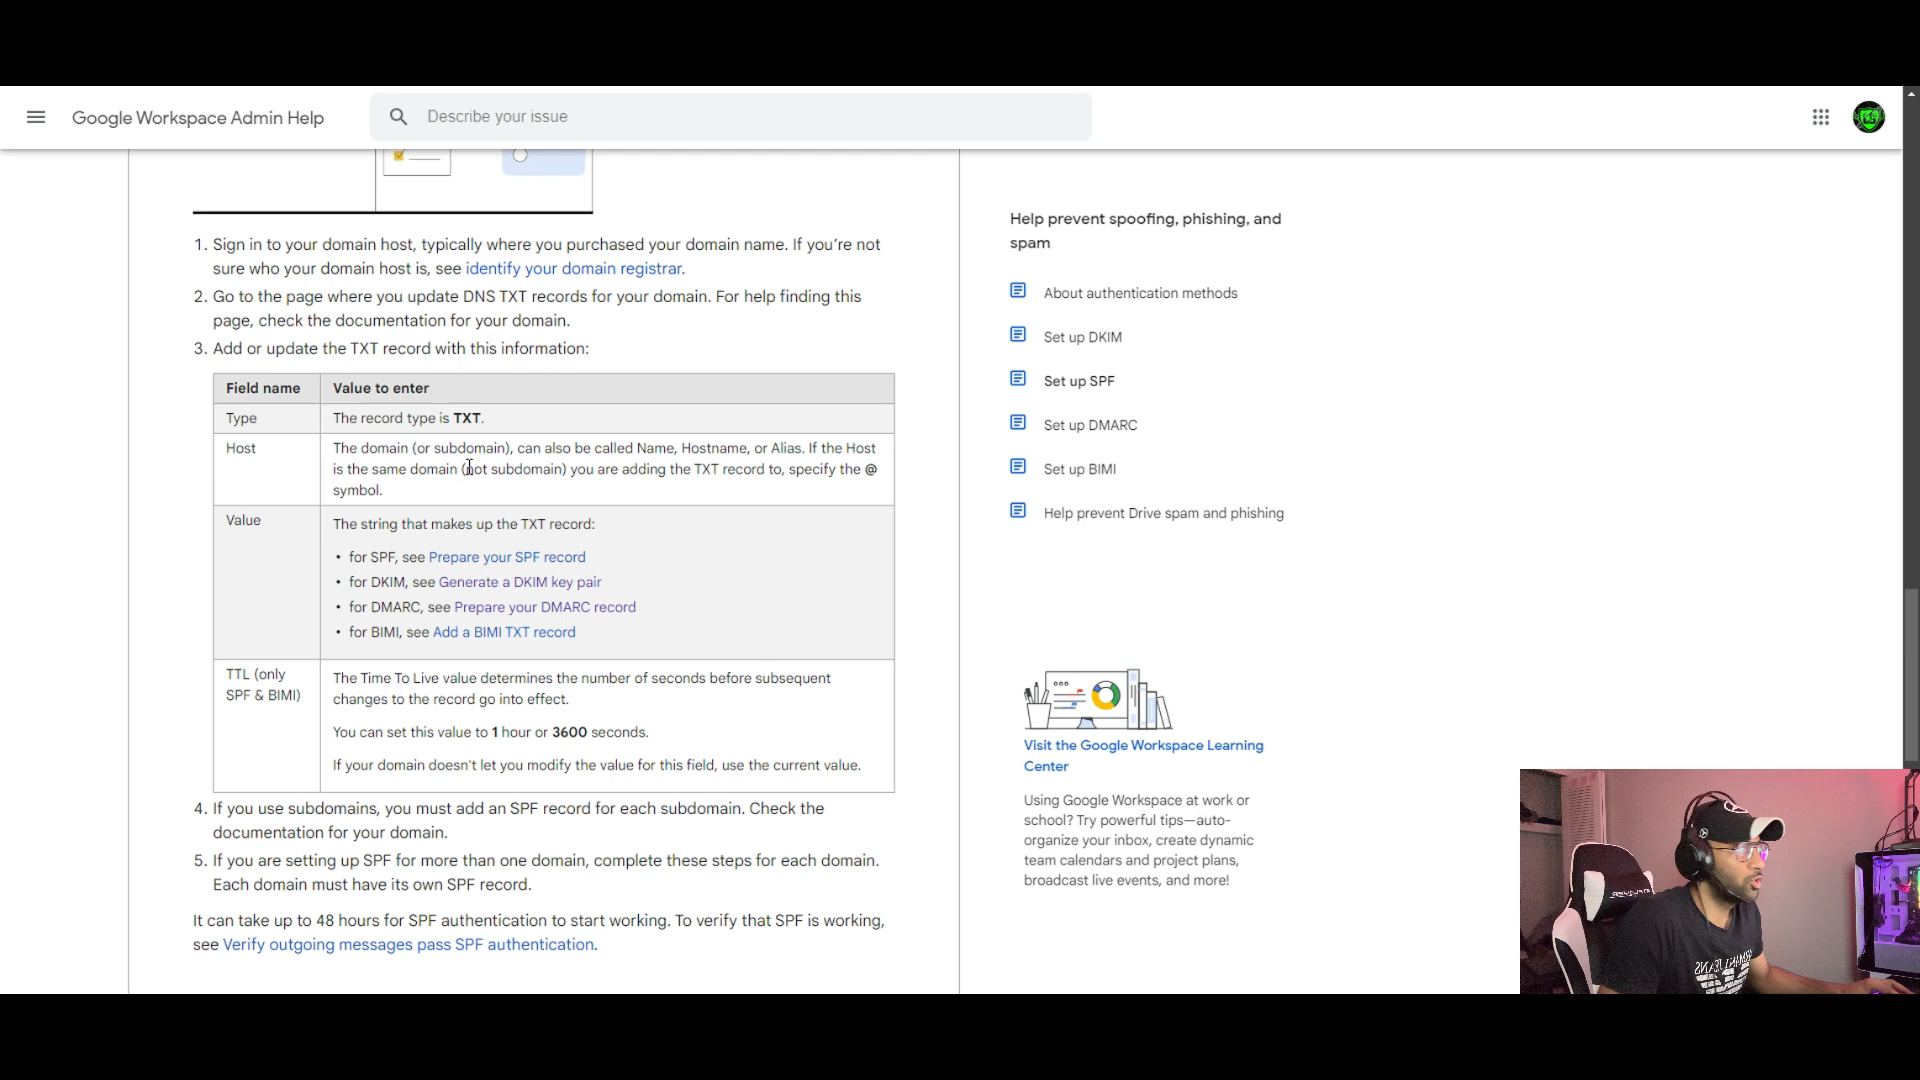 Google Workspace Admin Help
Describe your issue
1. Sign in to your domain host, typically where you purchased your domain name. If you’re not
sure who your domain host is, see identify your domain registrar.
2. Go to the page where you update DNS TXT records for your domain. For help finding this
page, check the documentation for your domain.
3. Add or update the TXT record with this information:
Field name Value to enter
Type The record type is TXT.
Host The domain (or subdomain), can also be called Name, Hostname, or Alias. If the Host
is the same domain (not subdomain) you are adding the TXT record to, specify the @
symbol.
Value The string that makes up the TXT record:
• for SPF, see Prepare your SPF record
• for DKIM, see Generate a DKIM key pair
• for DMARC, see Prepare your DMARC record
• for BIMI, see Add a BIMI TXT record
TTL (only
SPF & BIMI)
The Time To Live value determines the number of seconds before subsequent
changes to the record go into effect.
You can set this value to 1 hour or 3600 seconds.
If your domain doesn't let you modify the value for this field, use the current value.
4. If you use subdomains, you must add an SPF record for each subdomain. Check the
documentation for your domain.
5. If you are setting up SPF for more than one domain, complete these steps for each domain.
Each domain must have its own SPF record.
It can take up to 48 hours for SPF authentication to start working. To verify that SPF is working,
see Verify outgoing messages pass SPF authentication.
Help prevent spoofing, phishing, and
spam
About authentication methods
Set up DKIM
Set up SPF
Set up DMARC
Set up BIMI
Help prevent Drive spam and phishing
Visit the Google Workspace Learning
Center
Using Google Workspace at work or
school? Try powerful tips—auto-
organize your inbox, create dynamic
team calendars and project plans,
broadcast live events, and more!